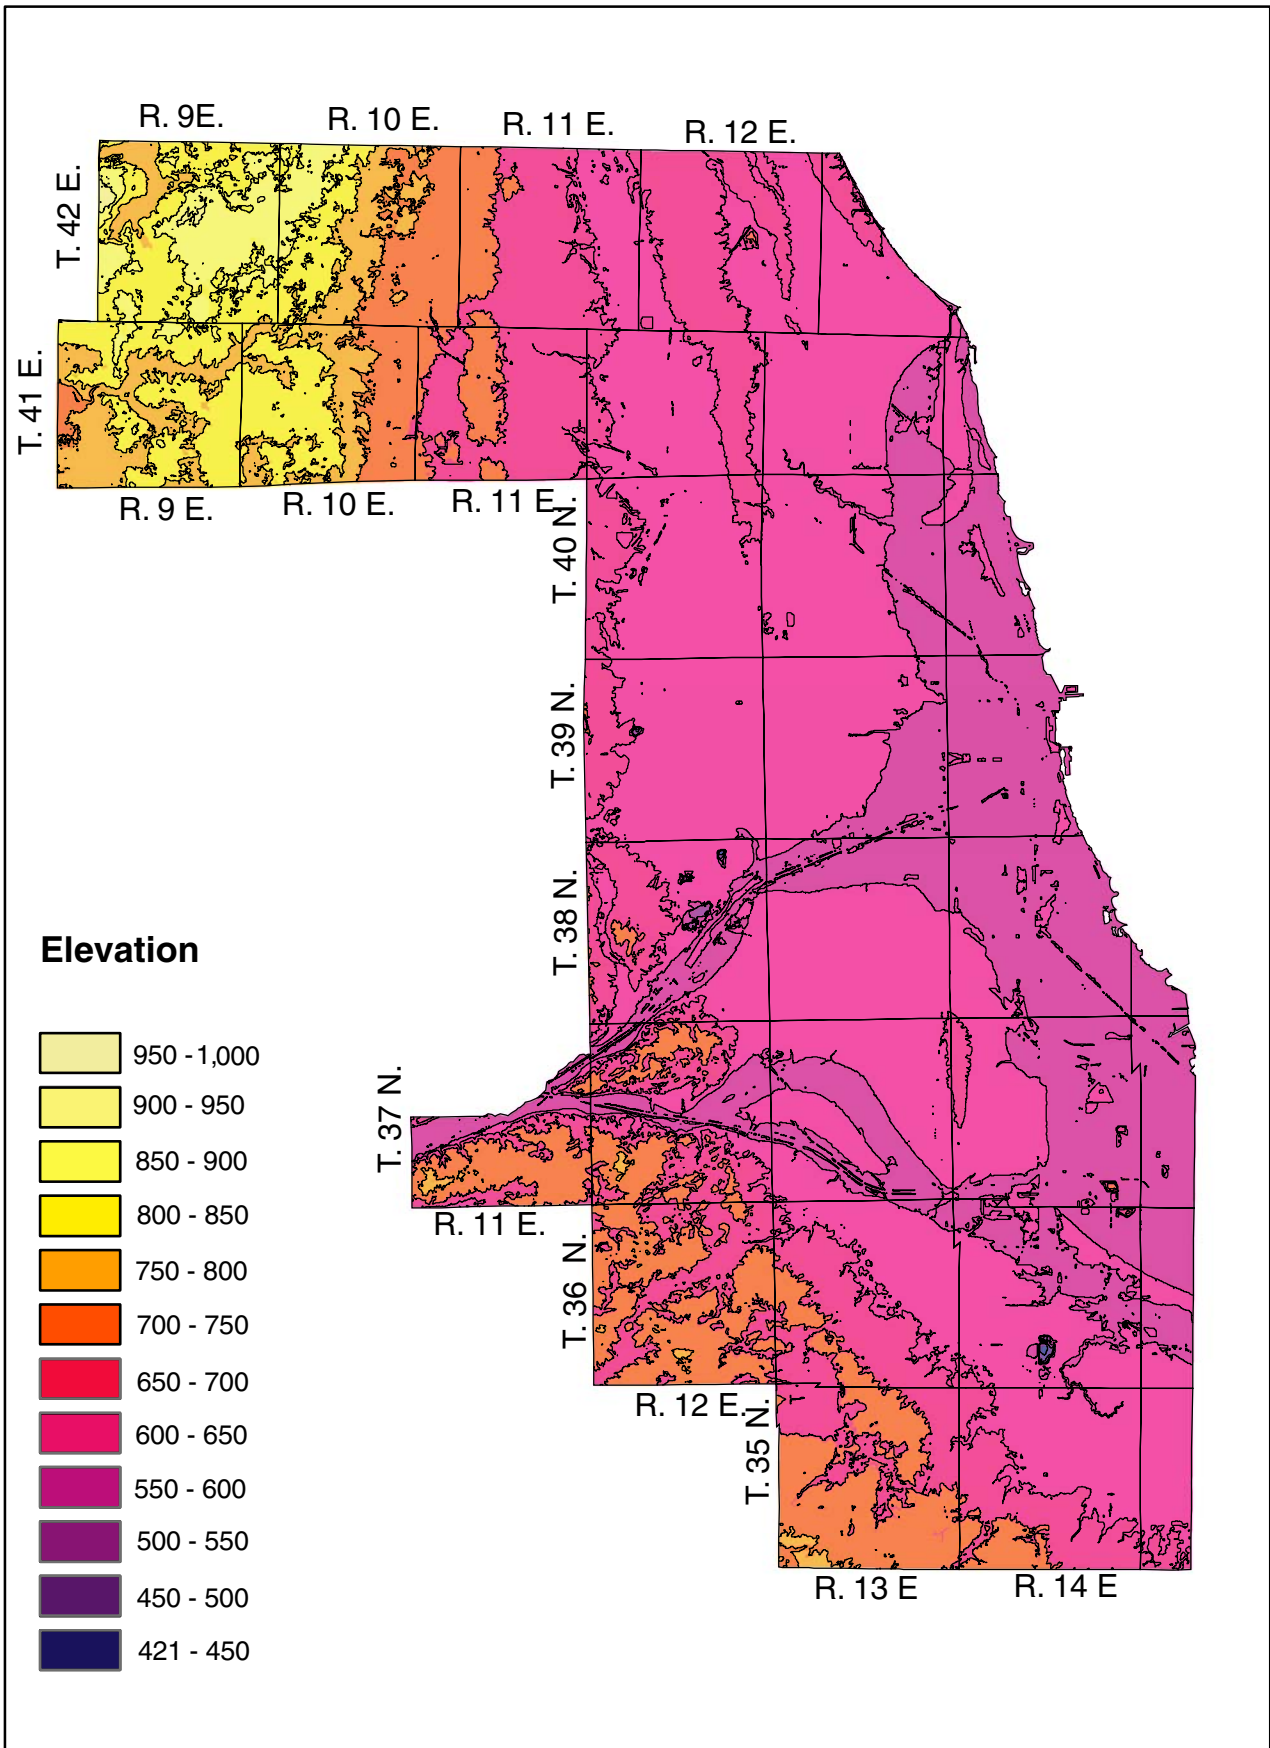 R. 9E.
R. 10 E.
R. 11 E.
R. 12 E.
T. 42 E.
T. 41 E.
R. 9 E.
R. 10 E.
R. 11 E.
T. 40 N.
T. 39 N.
T. 38 N.
Elevation
950 -1,000
900 - 950
850 - 900
800 - 850
750 - 800
700 - 750
650 - 700
600 - 650
550 - 600
500 - 550
450 - 500
421 - 450
T. 37 N.
R. 11 E.
T. 36 N.
R. 12 E.
T. 35 N.
R. 13 E
R. 14 E